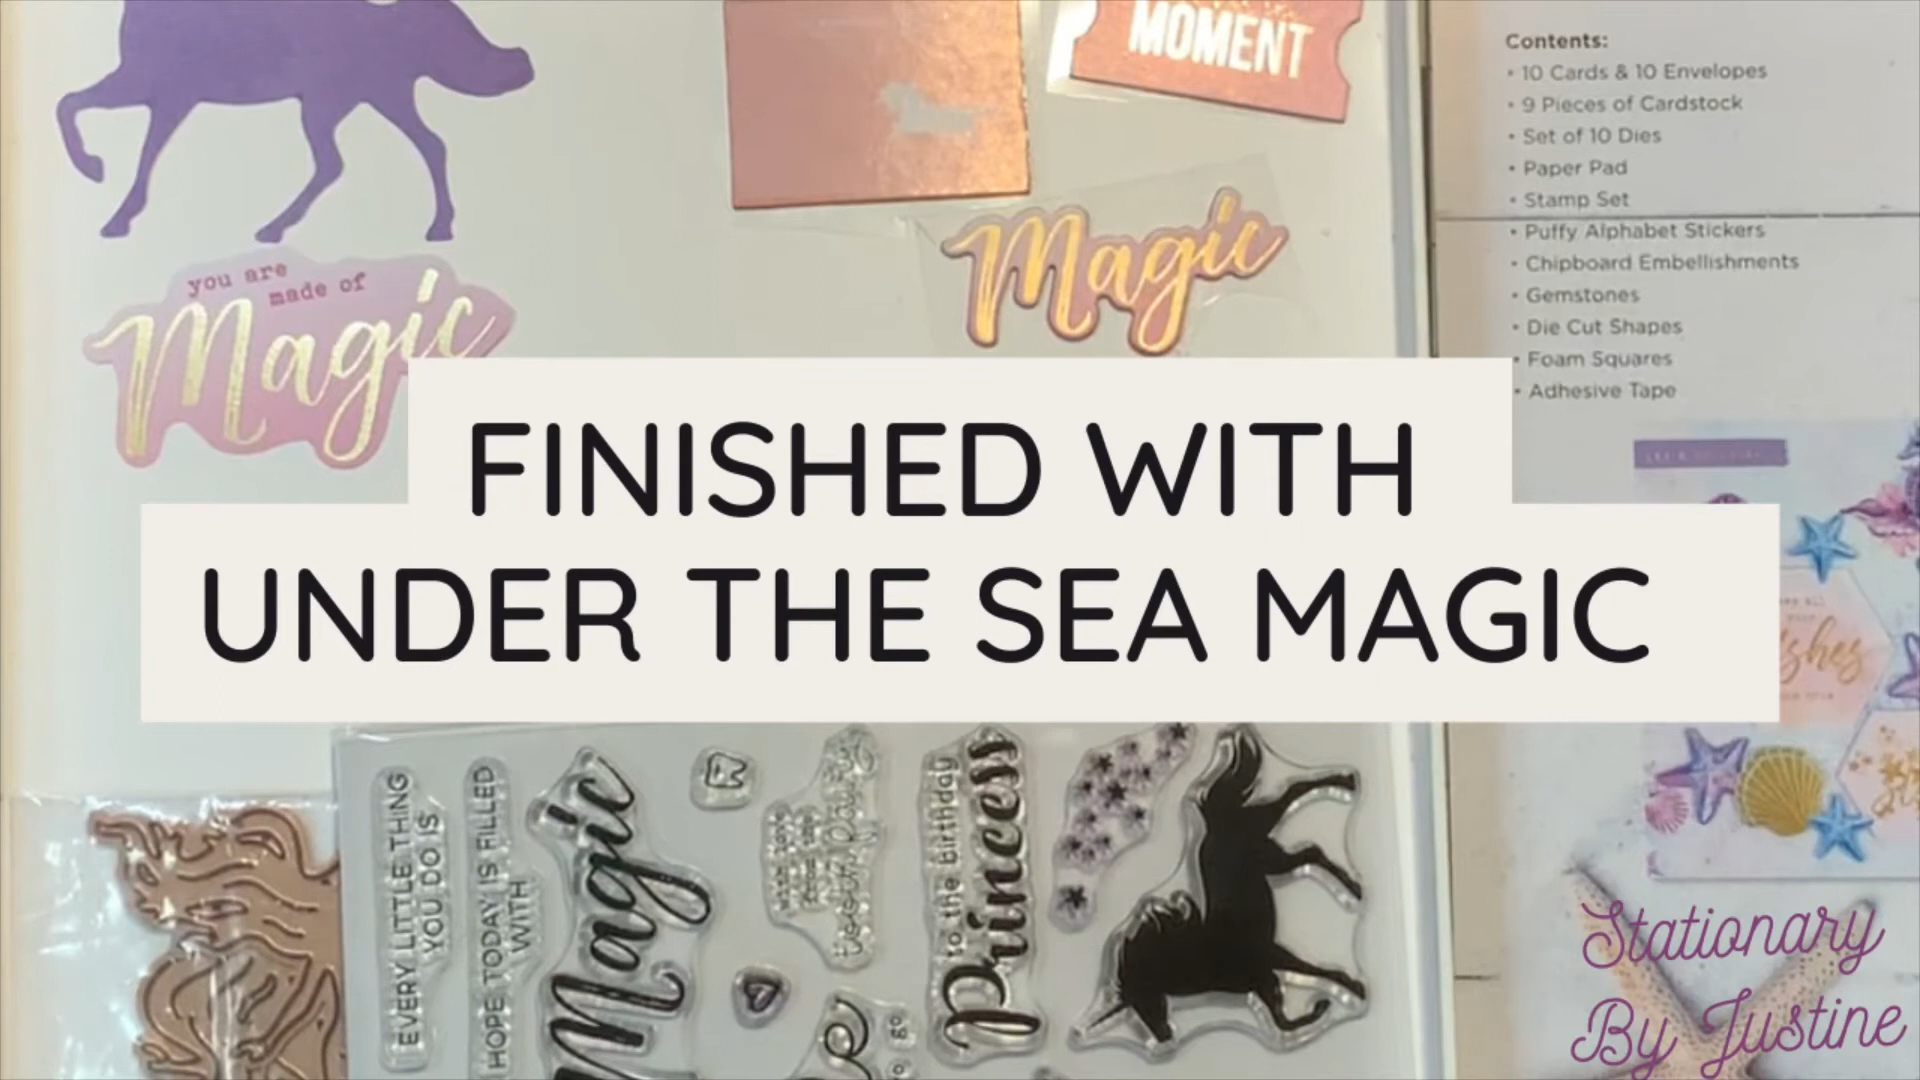 MOMENT
Contents:
• 10 Cards & 10 Envelopes
• 9 Pieces of Cardstock
• Set of 10 Dies
• Paper Pad
• Stamp Set
• Puffy Alphabet Stickers
• Chipboard Embellishments
• Gemstones
• Die Cut Shapes
• Foam Squares
• Adhesive Tape
you are
made of
Magic
Magic
FINISHED WITH
UNDER THE SEA MAGIC
EVERY LITTLE THING
YOU DO IS
HOPE TODAY IS FILLED
WITH
Magic
to the birthday
Princess
Stationary
By Justine